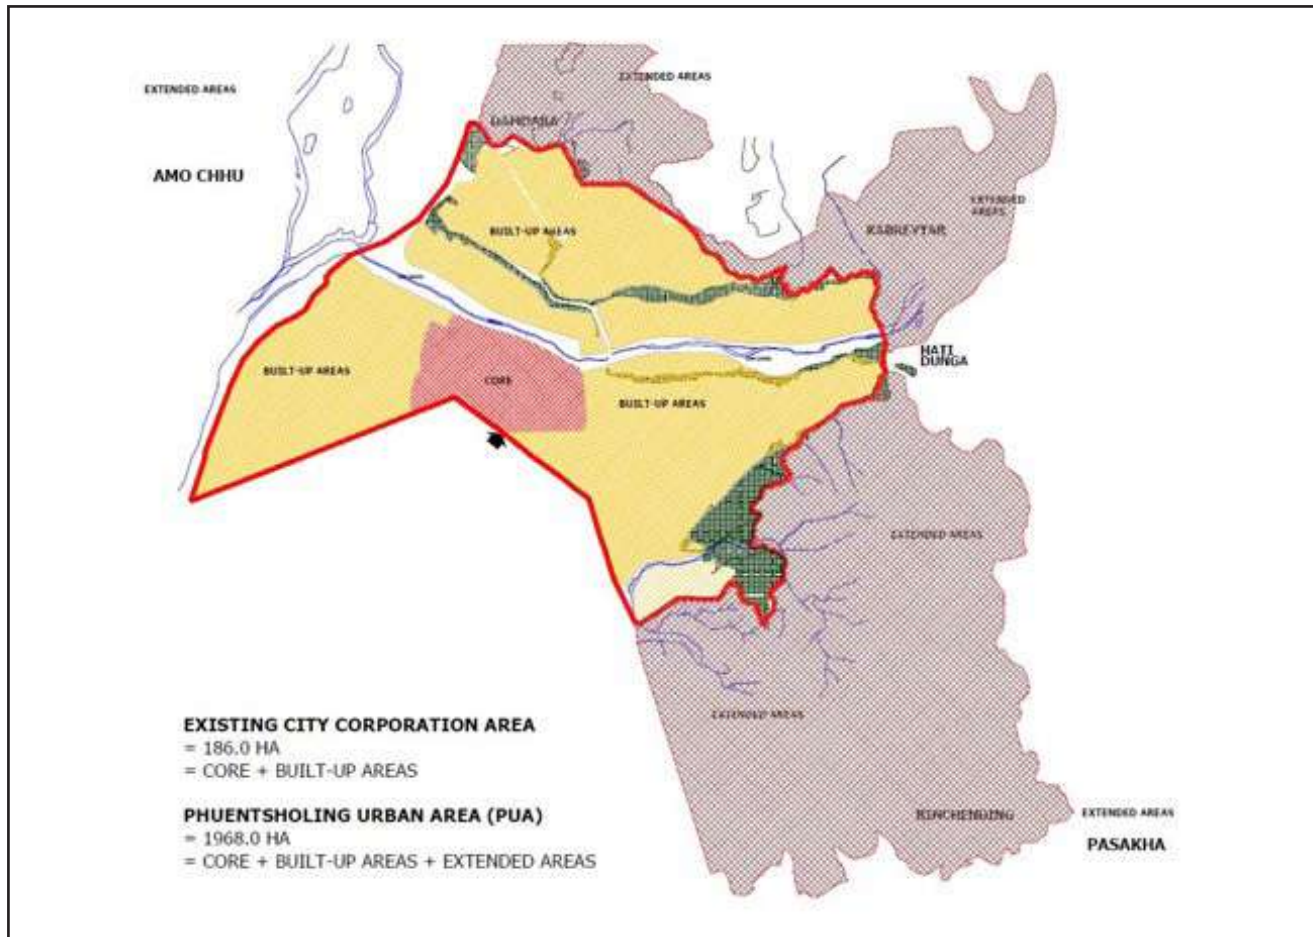 EXTENDED AREAS
EXTENDED AREAS
DAMDARA
AMO CHHU
EXTENDED
AREAS
KABREYTAR
BUILT-UP AREAS
HATI
DUNGA
BUILT-UP AREAS
CORE
BUILT-UP AREAS
EXTENDED AREAS
EXTENDED AREAS
EXISTING CITY CORPORATION AREA
= 186.0 HA
= CORE + BUILT-UP AREAS
PHUENTSHOLING URBAN AREA (PUA)
= 1968.0 HA
= CORE + BUILT-UP AREAS + EXTENDED AREAS
RINCHENDING
EXTENDED AREAS
PASAKHA